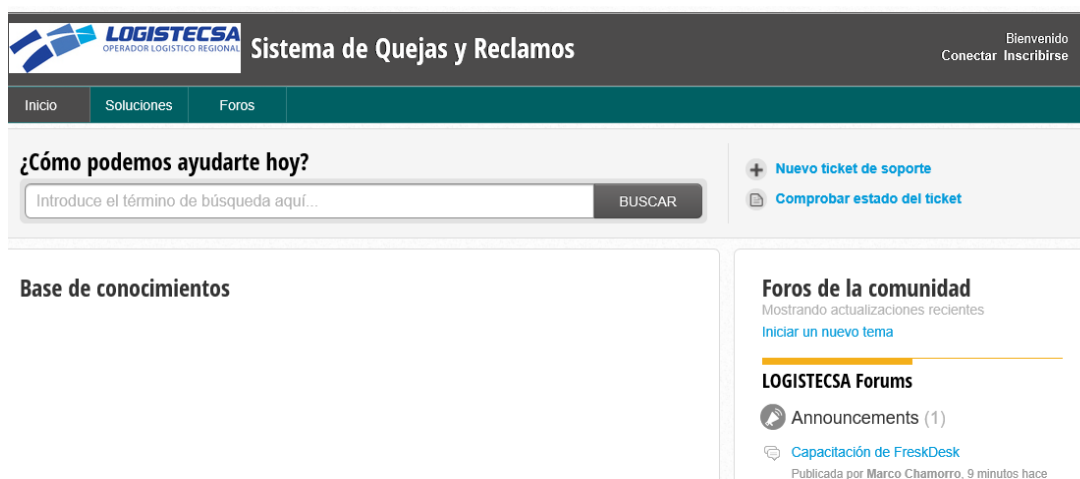 LOGISTECSA
OPERADOR LOGISTICO REGIONAL
Sistema de Quejas y Reclamos
Bienvenido
Conectar Inscribirse
Inicio Soluciones Foros
¿Cómo podemos ayudarte hoy?
Introduce el término de búsqueda aquí...
BUSCAR
Nuevo ticket de soporte
Comprobar estado del ticket
Base de conocimientos
Foros de la comunidad
Mostrando actualizaciones recientes
Iniciar un nuevo tema
LOGISTECSA Forums
Announcements (1)
Capacitación de FreskDesk
Publicada por Marco Chamorro, 9 minutos hace